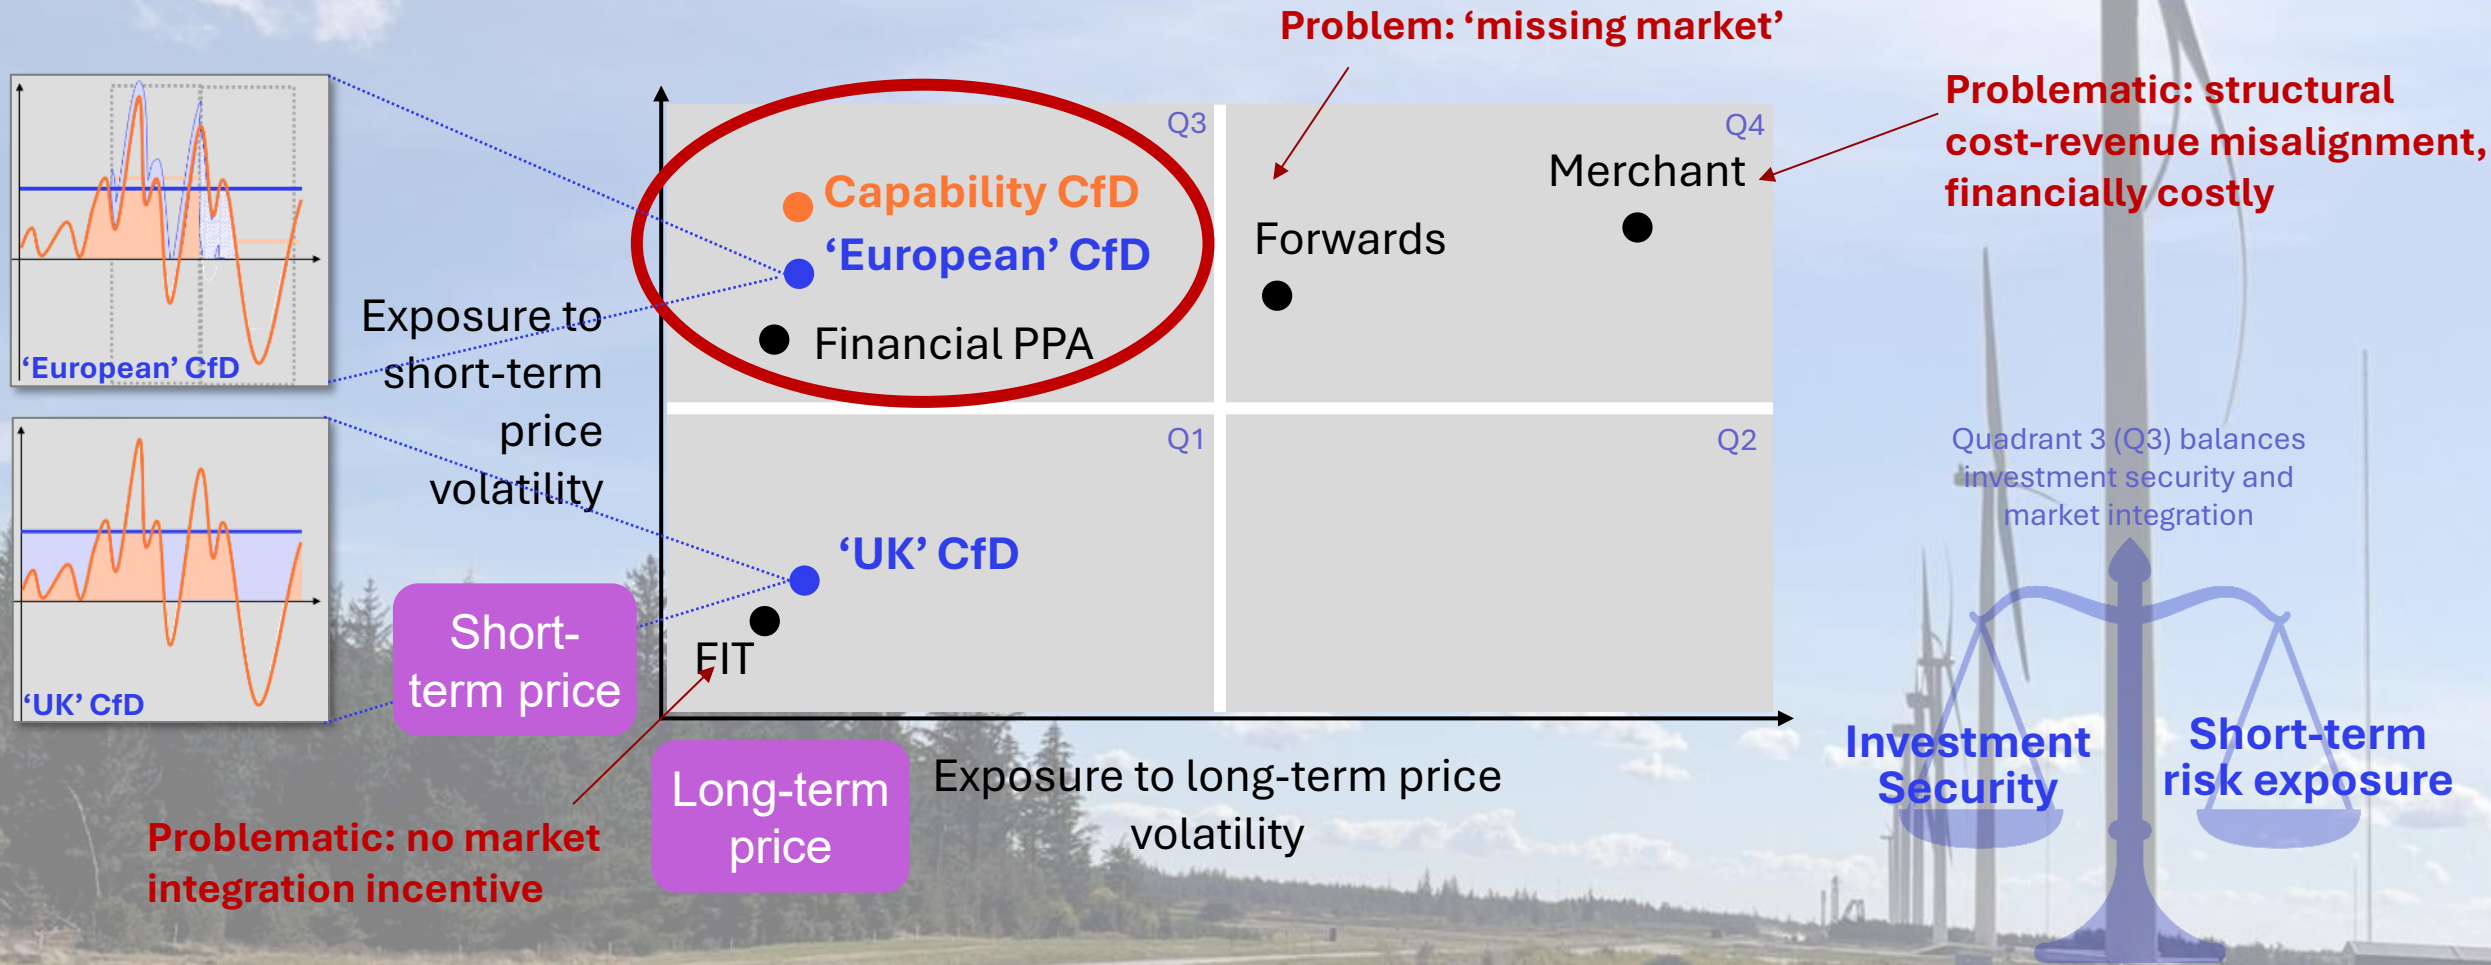 Problem: ‘missing market’
Problematic: structural
cost-revenue misalignment,
financially costly
Q3
Q4
Merchant
Capability CfD
‘European’ CfD
Forwards
Financial PPA
‘European’ CfD
Exposure to
short-term
price
volatility
Q1
Q2
Quadrant 3 (Q3) balances
investment security and
market integration
‘UK’ CfD
Short-
term price
FIT
‘UK’ CfD
Investment
Security
Short-term
risk exposure
Long-term
price
Exposure to long-term price
volatility
Problematic: no market
integration incentive